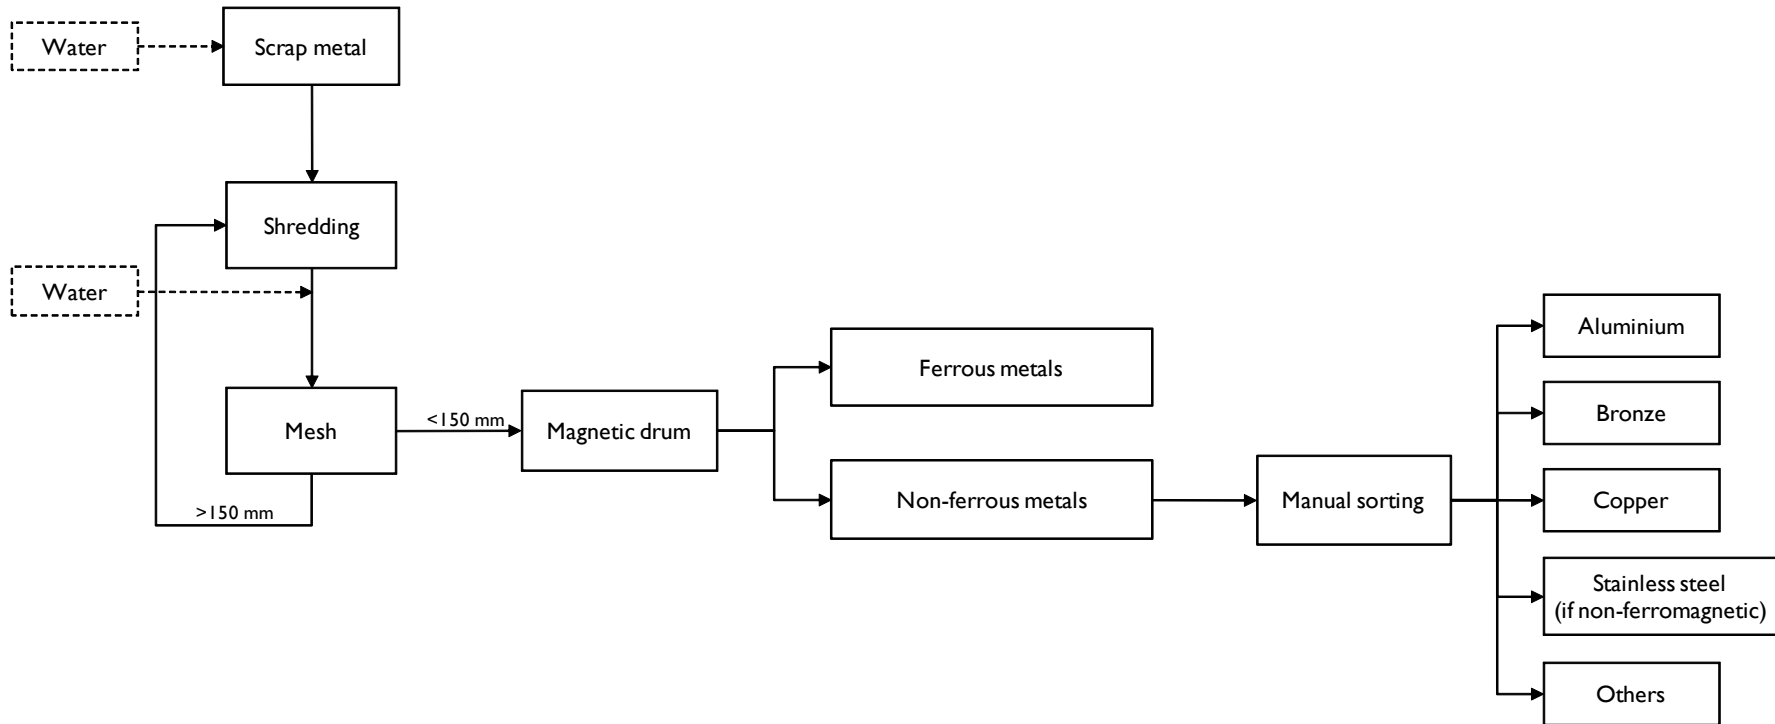 Water
Scrap metal
Shredding
Water
Mesh
<150 mm
>150 mm
Magnetic drum
Ferrous metals
Non-ferrous metals
Manual sorting
Aluminium
Bronze
Copper
Stainless steel
(if non-ferromagnetic)
Others